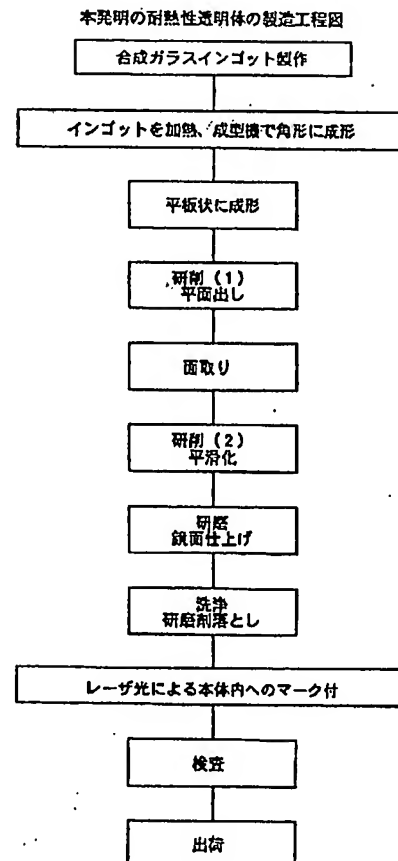 本発明の耐熱性透明体の製造工程図
合成ガラスインゴット製作
インゴットを加熱、成型機で角形に成形
平板状に成形
研削(1)
平面出し
面取り
研削(2)
平滑化
研磨
鏡面仕上げ
洗浄
研磨剤落とし
レーザ光による本体内へのマーク付
検査
出荷